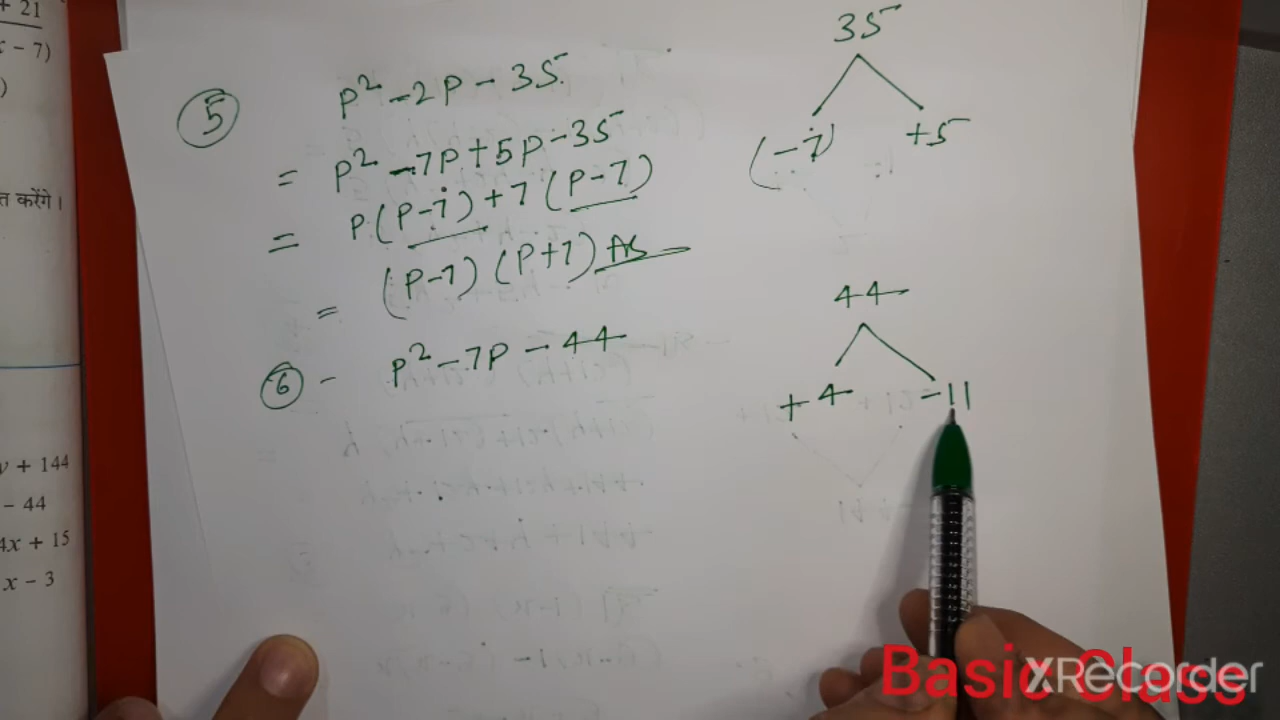 + 21
x − 7)
)
त करेंगे।
y + 144
− 44
4x + 15
x − 3
⑤ p² − 2p − 35
= p² − 7p + 5p − 35
= p(p − 7) + 7(p − 7)
= (p − 7)(p + 7) As
⑥ - p² − 7p − 44
35
(−7) +5
44
+4 −11
Basic Class
XRecorder